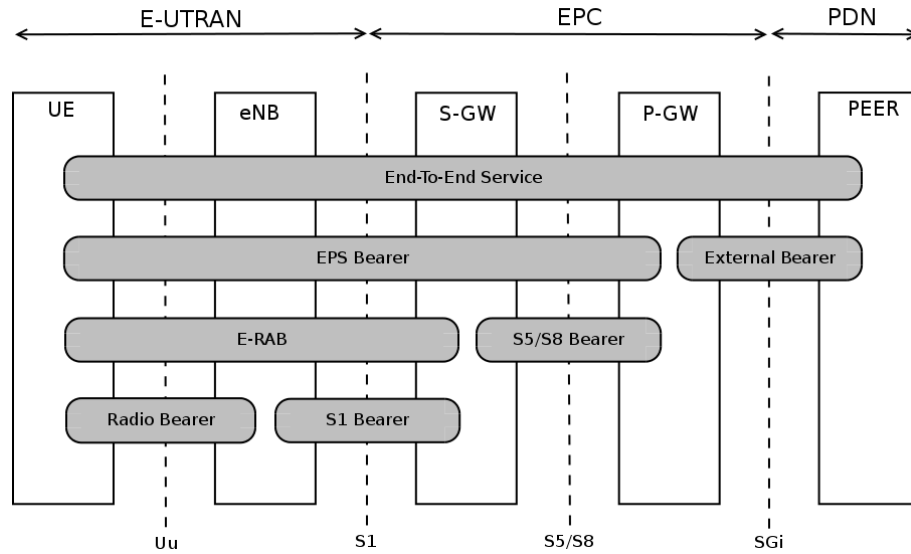 E-UTRAN
EPC
PDN
UE
eNB
S-GW
P-GW
PEER
End-To-End Service
EPS Bearer
External Bearer
E-RAB
S5/S8 Bearer
Radio Bearer
S1 Bearer
Uu
S1
S5/S8
SGi